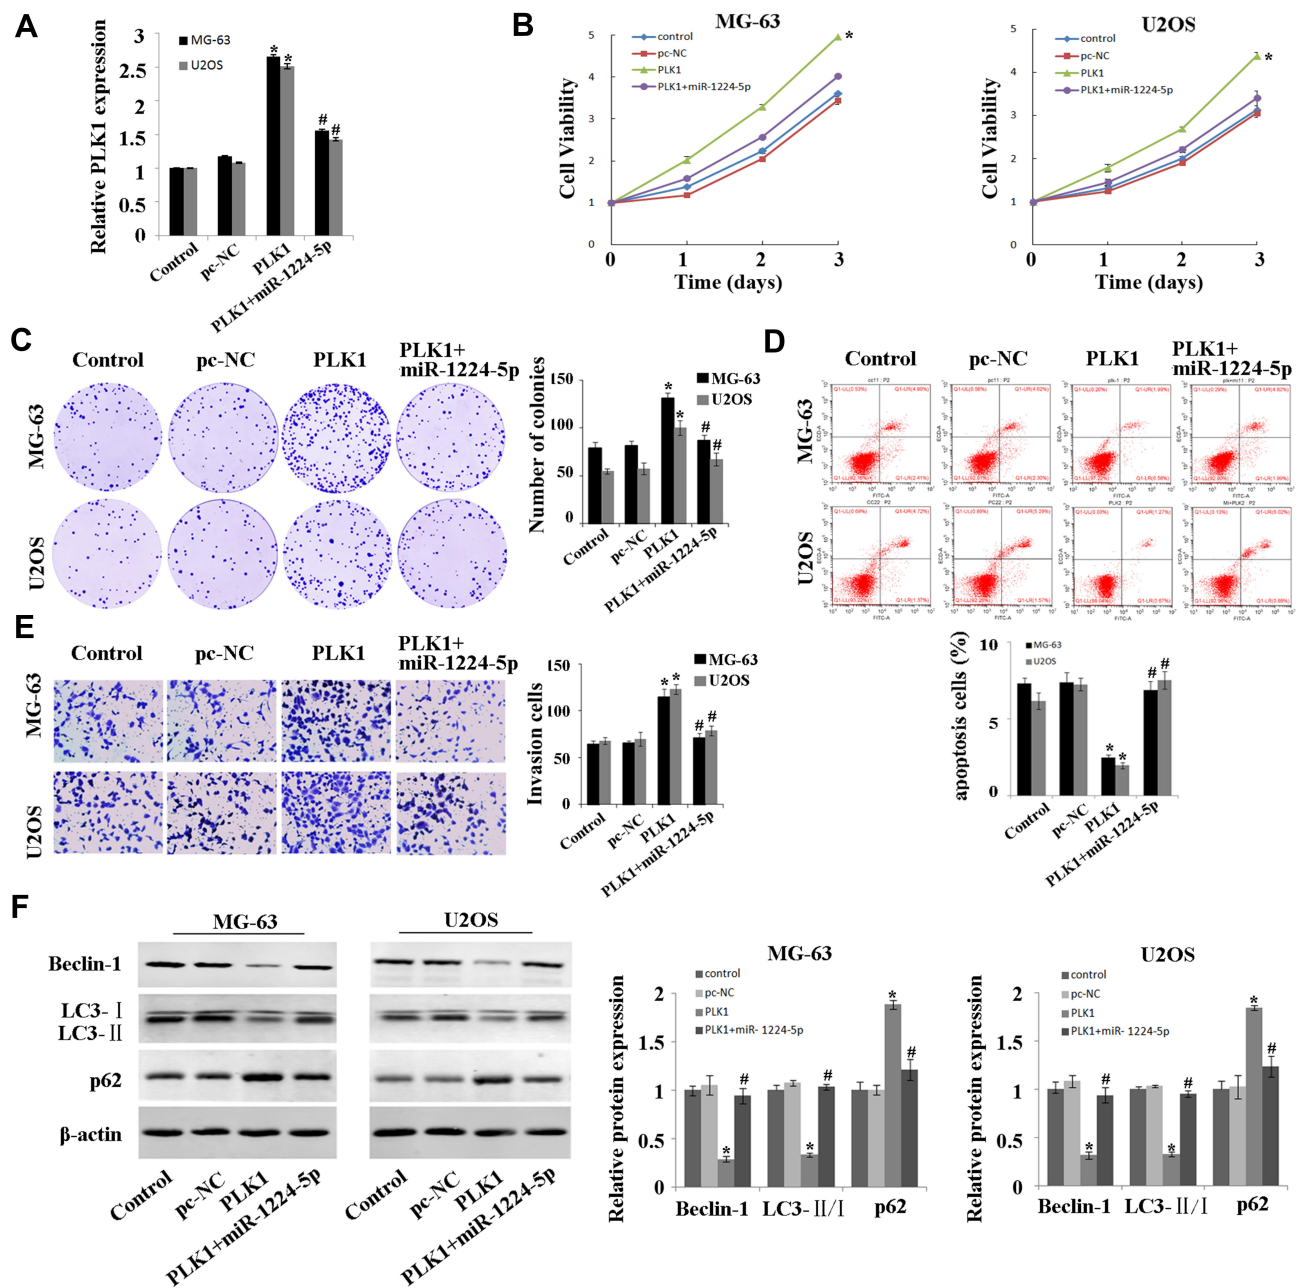 A
Relative PLK1 expression
3
2.5
2
1.5
1
0.5
0
MG-63
U2OS
* *
# #
Control
pc-NC
PLK1
PLK1+miR-1224-5p
B
MG-63
Cell Viability
5
4
3
2
1
0
control
pc-NC
PLK1
PLK1+miR-1224-5p
*
0 1 2 3
Time (days)
U2OS
Cell Viability
5
4
3
2
1
0
control
pc-NC
PLK1
PLK1+miR-1224-5p
*
0 1 2 3
Time (days)
C
Control
pc-NC
PLK1
PLK1+
miR-1224-5p
MG-63
U2OS
Number of colonies
150
100
50
0
MG-63
U2OS
* *
# #
Control
pc-NC
PLK1
PLK1+miR-1224-5p
D
Control
pc-NC
PLK1
PLK1+
miR-1224-5p
MG-63
U2OS
apoptosis cells (%)
10
5
0
MG-63
U2OS
* *
# #
Control
pc-NC
PLK1
PLK1+miR-1224-5p
E
Control
pc-NC
PLK1
PLK1+
miR-1224-5p
MG-63
U2OS
Invasion cells
150
100
50
0
MG-63
U2OS
* *
# #
Control
pc-NC
PLK1
PLK1+miR-1224-5p
F
MG-63
U2OS
Beclin-1
LC3-Ⅰ
LC3-Ⅱ
p62
β-actin
Control
pc-NC
PLK1
PLK1+miR-1224-5p
Control
pc-NC
PLK1
PLK1+miR-1224-5p
MG-63
Relative protein expression
2
1.5
1
0.5
0
control
pc-NC
PLK1
PLK1+miR- 1224-5p
* # * # * #
Beclin-1 LC3-Ⅱ/Ⅰ p62
U2OS
Relative protein expression
2
1.5
1
0.5
0
control
pc-NC
PLK1
PLK1+miR- 1224-5p
* # * # * #
Beclin-1 LC3-Ⅱ/Ⅰ p62